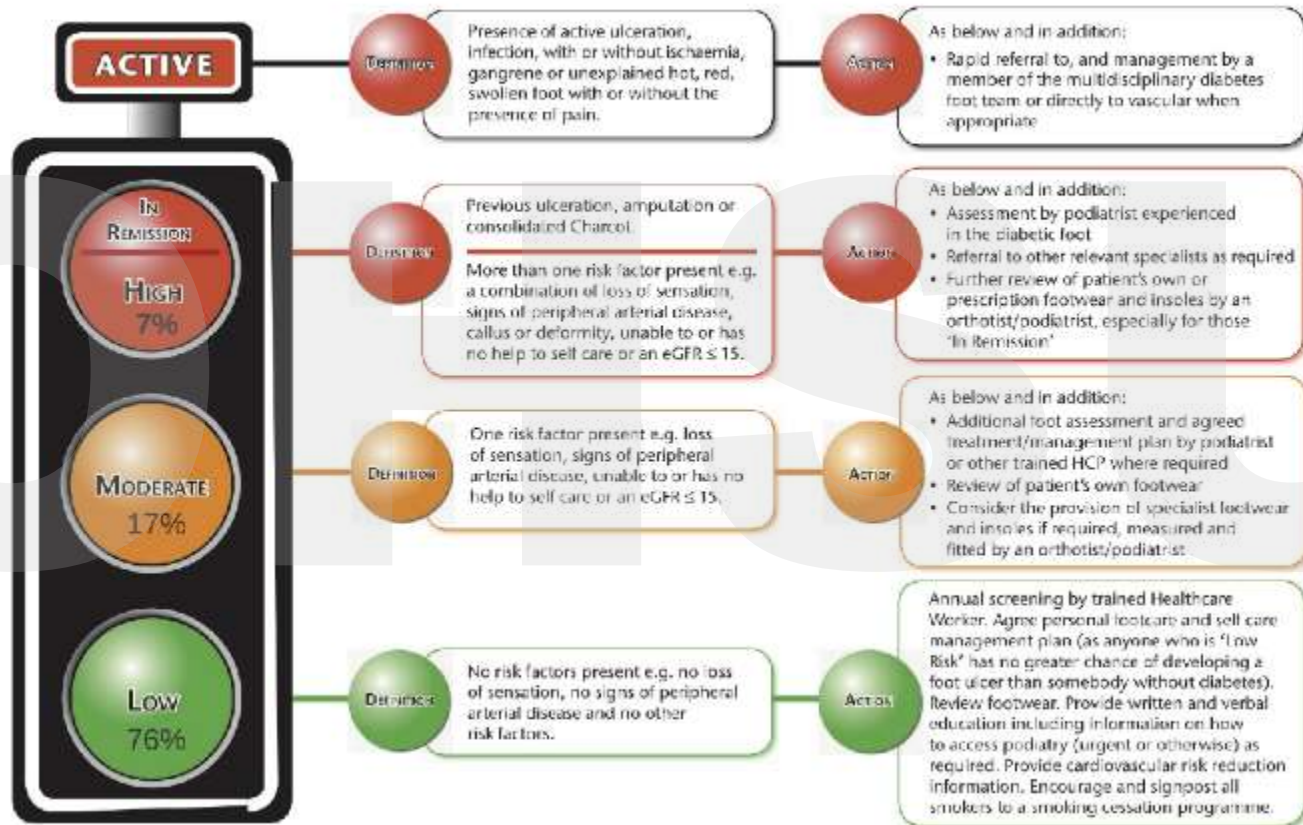 ACTIVE
DEFINITION
Presence of active ulceration,
infection, with or without ischaemia,
gangrene or unexplained hot, red,
swollen foot with or without the
presence of pain.
ACTION
As below and in addition:
• Rapid referral to, and management by a
member of the multidisciplinary diabetes
foot team or directly to vascular when
appropriate
IN
REMISSION
HIGH
7%
DEFINITION
Previous ulceration, amputation or
consolidated Charcot.
More than one risk factor present e.g.
a combination of loss of sensation,
signs of peripheral arterial disease,
callus or deformity, unable to or has
no help to self care or an eGFR ≤ 15.
ACTION
As below and in addition:
• Assessment by podiatrist experienced
in the diabetic foot
• Referral to other relevant specialists as required
• Further review of patient's own or
prescription footwear and insoles by an
orthotist/podiatrist, especially for those
'In Remission'
MODERATE
17%
DEFINITION
One risk factor present e.g. loss
of sensation, signs of peripheral
arterial disease, unable to or has no
help to self care or an eGFR ≤ 15.
ACTION
As below and in addition:
• Additional foot assessment and agreed
treatment/management plan by podiatrist
or other trained HCP where required
• Review of patient's own footwear
• Consider the provision of specialist footwear
and insoles if required, measured and
fitted by an orthotist/podiatrist
LOW
76%
DEFINITION
No risk factors present e.g. no loss
of sensation, no signs of peripheral
arterial disease and no other
risk factors.
ACTION
Annual screening by trained Healthcare
Worker. Agree personal footcare and self care
management plan (as anyone who is 'Low
Risk' has no greater chance of developing a
foot ulcer than somebody without diabetes).
Review footwear. Provide written and verbal
education including information on how
to access podiatry (urgent or otherwise) as
required. Provide cardiovascular risk reduction
information. Encourage and signpost all
smokers to a smoking cessation programme.